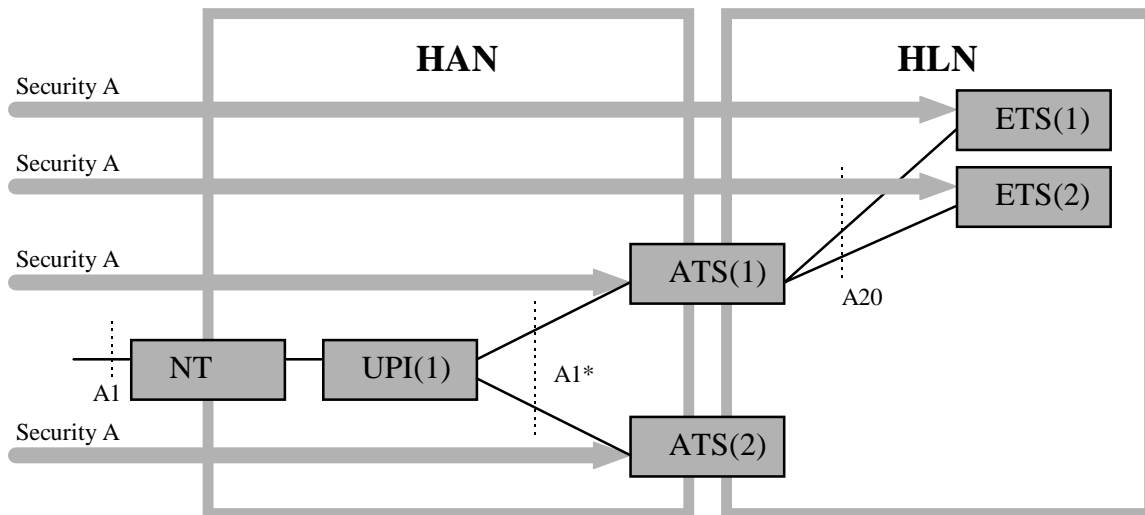 HAN
HLN
Security A
ETS(1)
Security A
ETS(2)
Security A
ATS(1)
A20
NT
UPI(1)
A1*
A1
Security A
ATS(2)